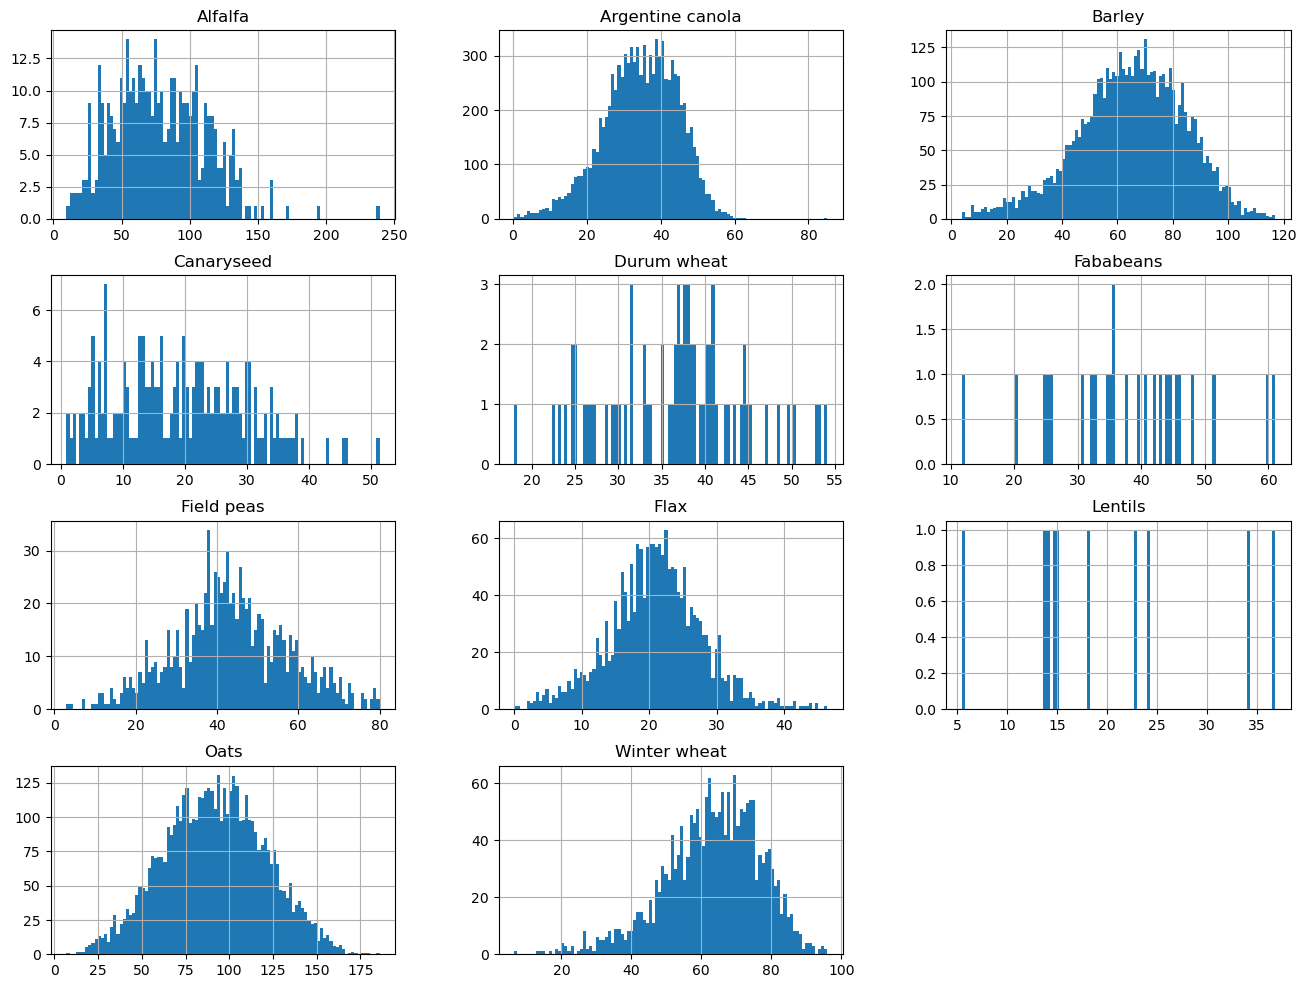 Alfalfa
12.5
10.0
7.5
5.0
2.5
0.0
0 50 100 150 200 250
Argentine canola
300
200
100
0
0 20 40 60 80
Barley
125
100
75
50
25
0
0 20 40 60 80 100 120
Canaryseed
6
4
2
0
0 10 20 30 40 50
Durum wheat
3
2
1
0
20 25 30 35 40 45 50 55
Fababeans
2.0
1.5
1.0
0.5
0.0
10 20 30 40 50 60
Field peas
30
20
10
0
0 20 40 60 80
Flax
60
40
20
0
0 10 20 30 40
Lentils
1.0
0.8
0.6
0.4
0.2
0.0
5 10 15 20 25 30 35
Oats
125
100
75
50
25
0
0 25 50 75 100 125 150 175
Winter wheat
60
40
20
0
20 40 60 80 100